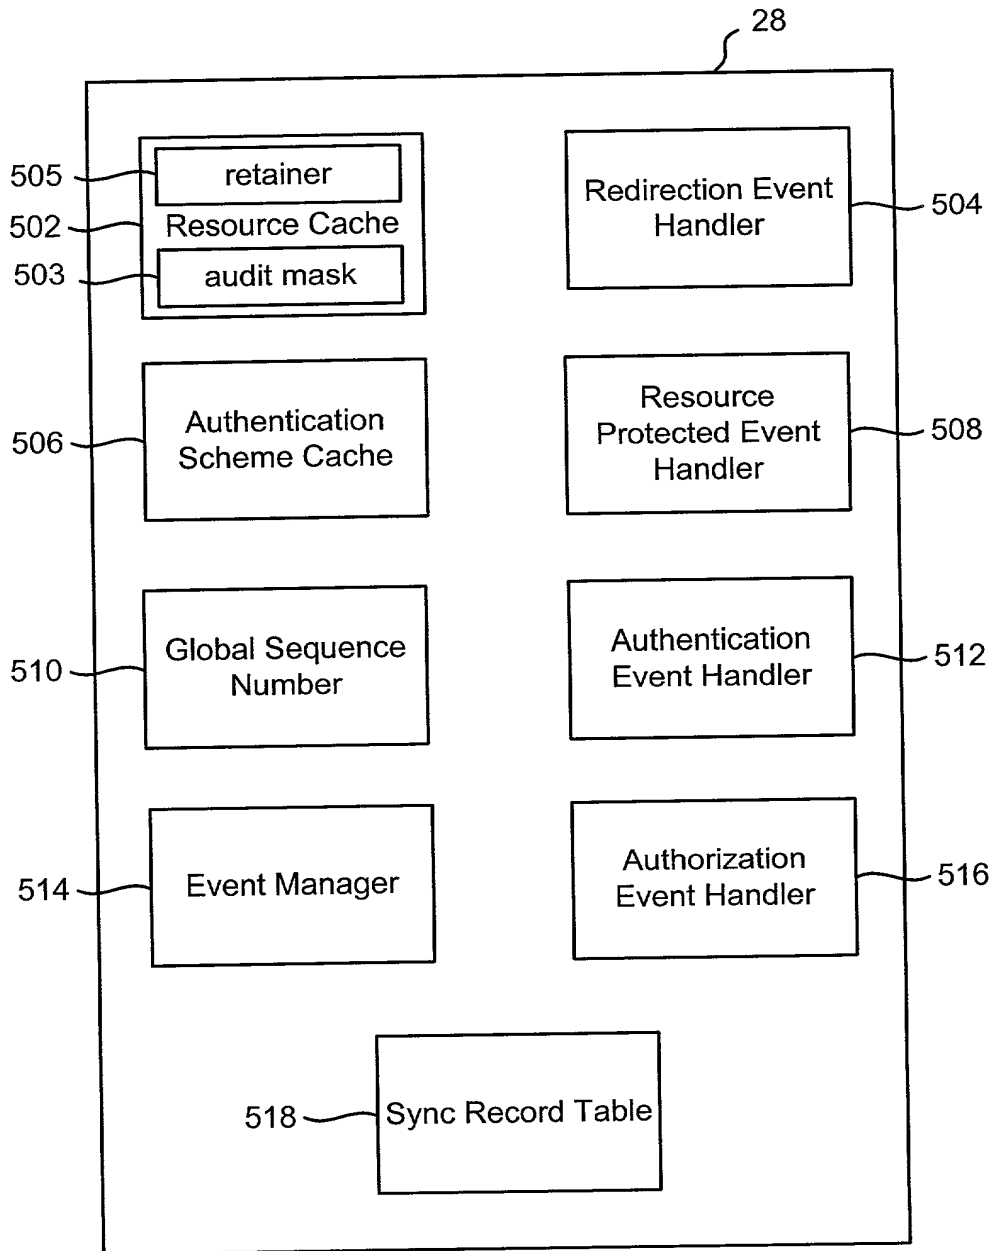 28
505
retainer
502
Resource Cache
503
audit mask
Redirection Event
Handler
504
506
Authentication
Scheme Cache
Resource
Protected Event
Handler
508
510
Global Sequence
Number
Authentication
Event Handler
512
514
Event Manager
Authorization
Event Handler
516
518
Sync Record Table